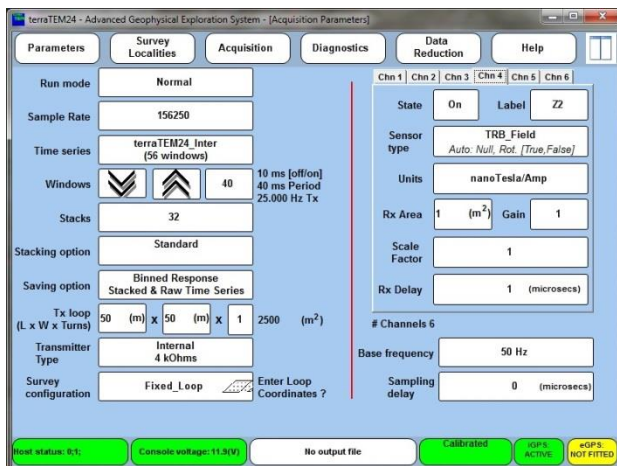 terraTEM24 - Advanced Geophysical Exploration System - [Acquisition Parameters]
Parameters
Survey
Localities
Acquisition
Diagnostics
Data
Reduction
Help
Run mode
Normal
Sample Rate
156250
Time series
terraTEM24_Inter
(56 windows)
Windows
40
10 ms [off/on]
40 ms Period
25.000 Hz Tx
Stacks
32
Stacking option
Standard
Saving option
Binned Response
Stacked & Raw Time Series
Tx loop
(L x W x Turns)
50 (m) x 50 (m) x 1 2500 (m²)
Transmitter
Type
Internal
4 kOhms
Survey
configuration
Fixed_Loop
Enter Loop
Coordinates ?
Chn 1 Chn 2 Chn 3 Chn 4 Chn 5 Chn 6
State
On
Label
Z2
Sensor
type
TRB_Field
Auto: Null, Rot. [True,False]
Units
nanoTesla/Amp
Rx Area
1 (m²)
Gain
1
Scale
Factor
1
Rx Delay
1 (microsecs)
# Channels 6
Base frequency
50 Hz
Sampling
delay
0 (microsecs)
Host status: 0;1;
Console voltage: 11.9(V)
No output file
Calibrated
iGPS:
ACTIVE
eGPS:
NOT FITTED